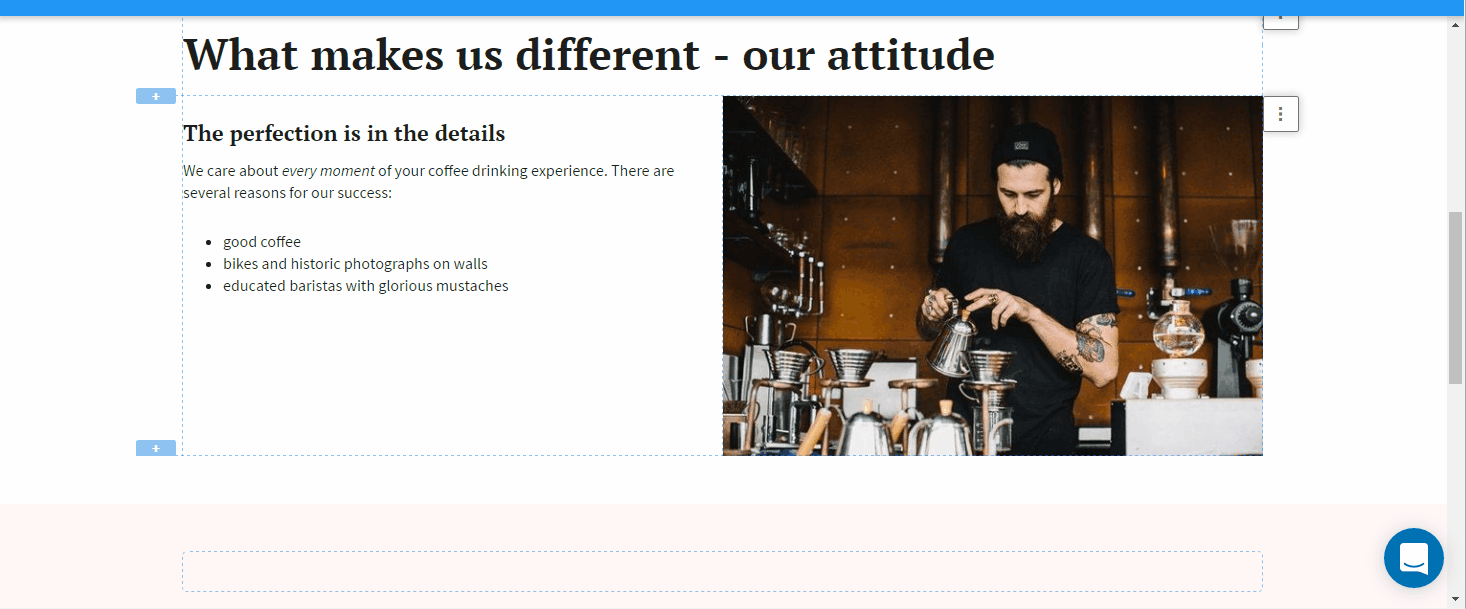 What makes us different - our attitude
The perfection is in the details
We care about every moment of your coffee drinking experience. There are
several reasons for our success:
good coffee
bikes and historic photographs on walls
educated baristas with glorious mustaches